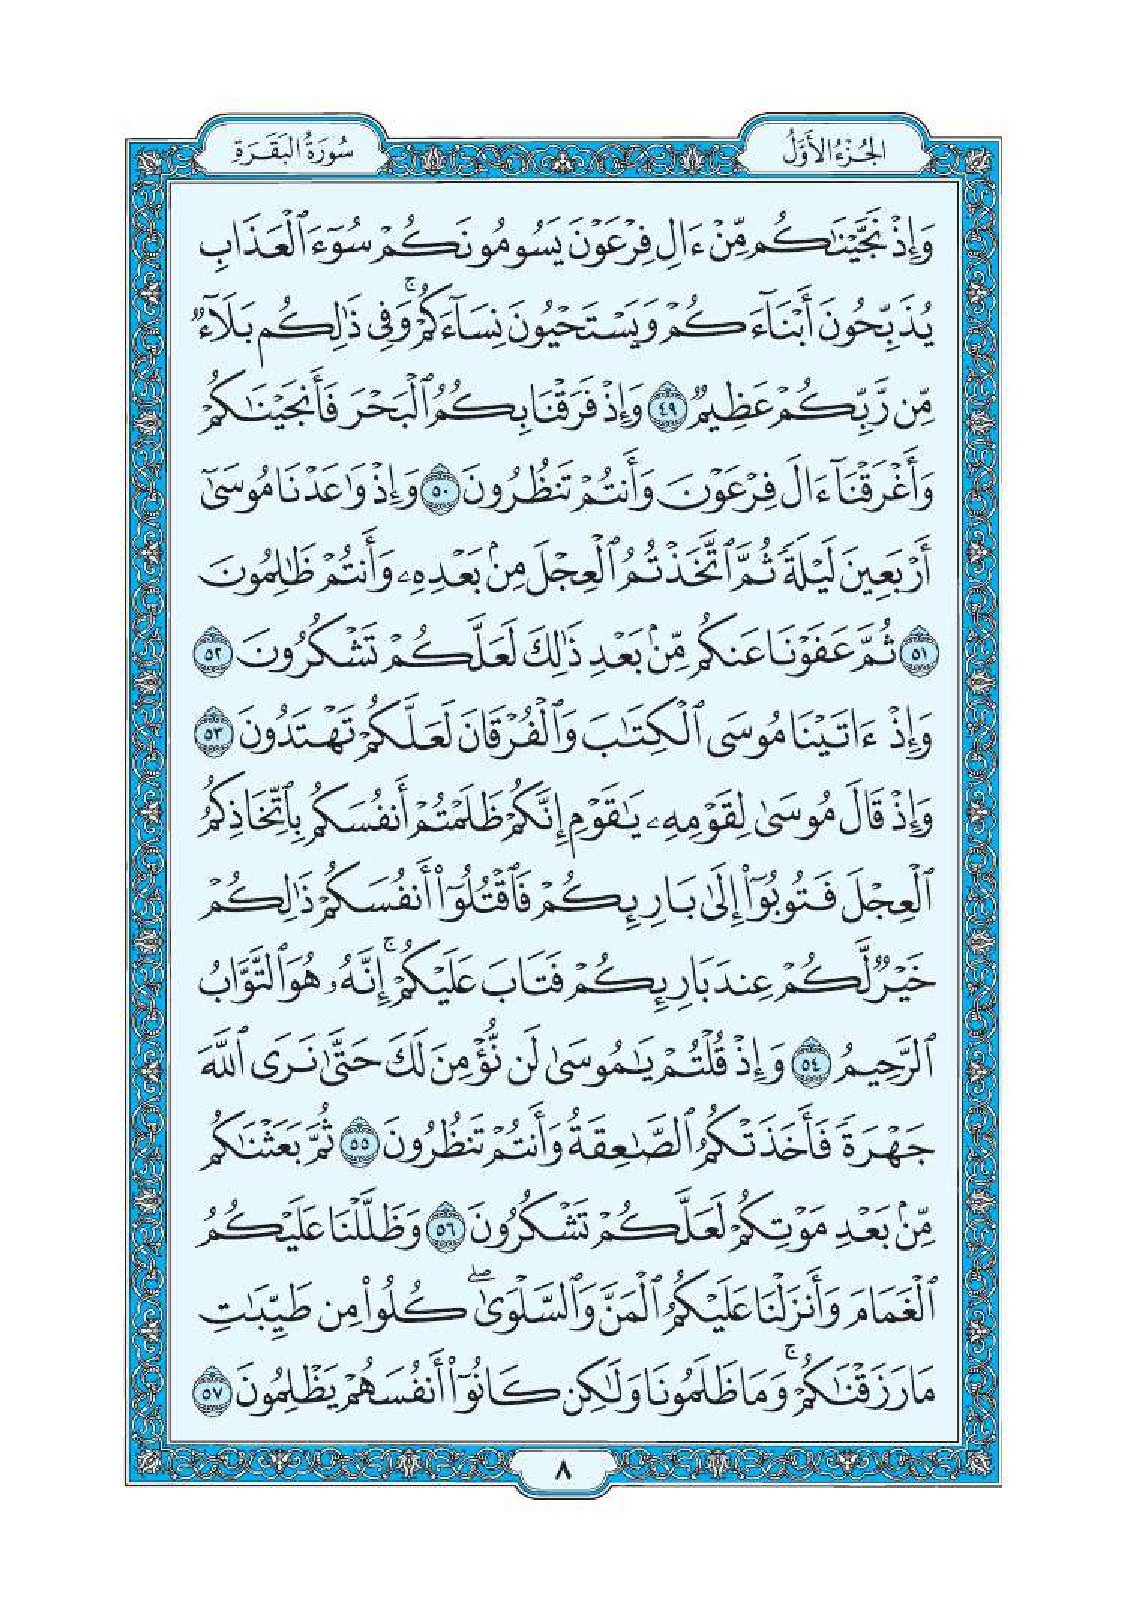 الجُزْءُ الأَوَّلُ
سُورَةُ البَقَرَةِ
وَإِذْ نَجَّيْنَٰكُم مِّنْ ءَالِ فِرْعَوْنَ يَسُومُونَكُمْ سُوٓءَ ٱلْعَذَابِ
يُذَبِّحُونَ أَبْنَآءَكُمْ وَيَسْتَحْيُونَ نِسَآءَكُمْ ۚ وَفِى ذَٰلِكُم بَلَآءٌ
مِّن رَّبِّكُمْ عَظِيمٌ ٤٩ وَإِذْ فَرَقْنَا بِكُمُ ٱلْبَحْرَ فَأَنجَيْنَٰكُمْ
وَأَغْرَقْنَآ ءَالَ فِرْعَوْنَ وَأَنتُمْ تَنظُرُونَ ٥٠ وَإِذْ وَٰعَدْنَا مُوسَىٰٓ
أَرْبَعِينَ لَيْلَةً ثُمَّ ٱتَّخَذْتُمُ ٱلْعِجْلَ مِنۢ بَعْدِهِۦ وَأَنتُمْ ظَٰلِمُونَ
٥١ ثُمَّ عَفَوْنَا عَنكُم مِّنۢ بَعْدِ ذَٰلِكَ لَعَلَّكُمْ تَشْكُرُونَ ٥٢
وَإِذْ ءَاتَيْنَا مُوسَى ٱلْكِتَٰبَ وَٱلْفُرْقَانَ لَعَلَّكُمْ تَهْتَدُونَ ٥٣
وَإِذْ قَالَ مُوسَىٰ لِقَوْمِهِۦ يَٰقَوْمِ إِنَّكُمْ ظَلَمْتُمْ أَنفُسَكُم بِٱتِّخَاذِكُمُ
ٱلْعِجْلَ فَتُوبُوٓا۟ إِلَىٰ بَارِئِكُمْ فَٱقْتُلُوٓا۟ أَنفُسَكُمْ ذَٰلِكُمْ
خَيْرٌ لَّكُمْ عِندَ بَارِئِكُمْ فَتَابَ عَلَيْكُمْ ۚ إِنَّهُۥ هُوَ ٱلتَّوَّابُ
ٱلرَّحِيمُ ٥٤ وَإِذْ قُلْتُمْ يَٰمُوسَىٰ لَن نُّؤْمِنَ لَكَ حَتَّىٰ نَرَى ٱللَّهَ
جَهْرَةً فَأَخَذَتْكُمُ ٱلصَّٰعِقَةُ وَأَنتُمْ تَنظُرُونَ ٥٥ ثُمَّ بَعَثْنَٰكُم
مِّنۢ بَعْدِ مَوْتِكُمْ لَعَلَّكُمْ تَشْكُرُونَ ٥٦ وَظَلَّلْنَا عَلَيْكُمُ
ٱلْغَمَامَ وَأَنزَلْنَا عَلَيْكُمُ ٱلْمَنَّ وَٱلسَّلْوَىٰ ۖ كُلُوا۟ مِن طَيِّبَٰتِ
مَا رَزَقْنَٰكُمْ ۚ وَمَا ظَلَمُونَا وَلَٰكِن كَانُوٓا۟ أَنفُسَهُمْ يَظْلِمُونَ ٥٧
٨